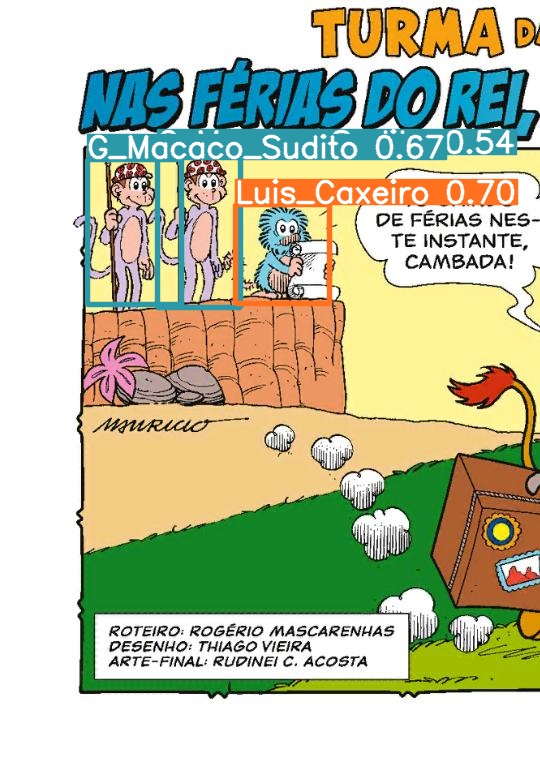 TURMA DA
NAS FÉRIAS DO REI,
G_Macaco_Sudito 0.67
0.54
Luis_Caxeiro 0.70
DE FÉRIAS NES-
TE INSTANTE,
CAMBADA!
MAURICIO
ROTEIRO: ROGÉRIO MASCARENHAS
DESENHO: THIAGO VIEIRA
ARTE-FINAL: RUDINEI C. ACOSTA